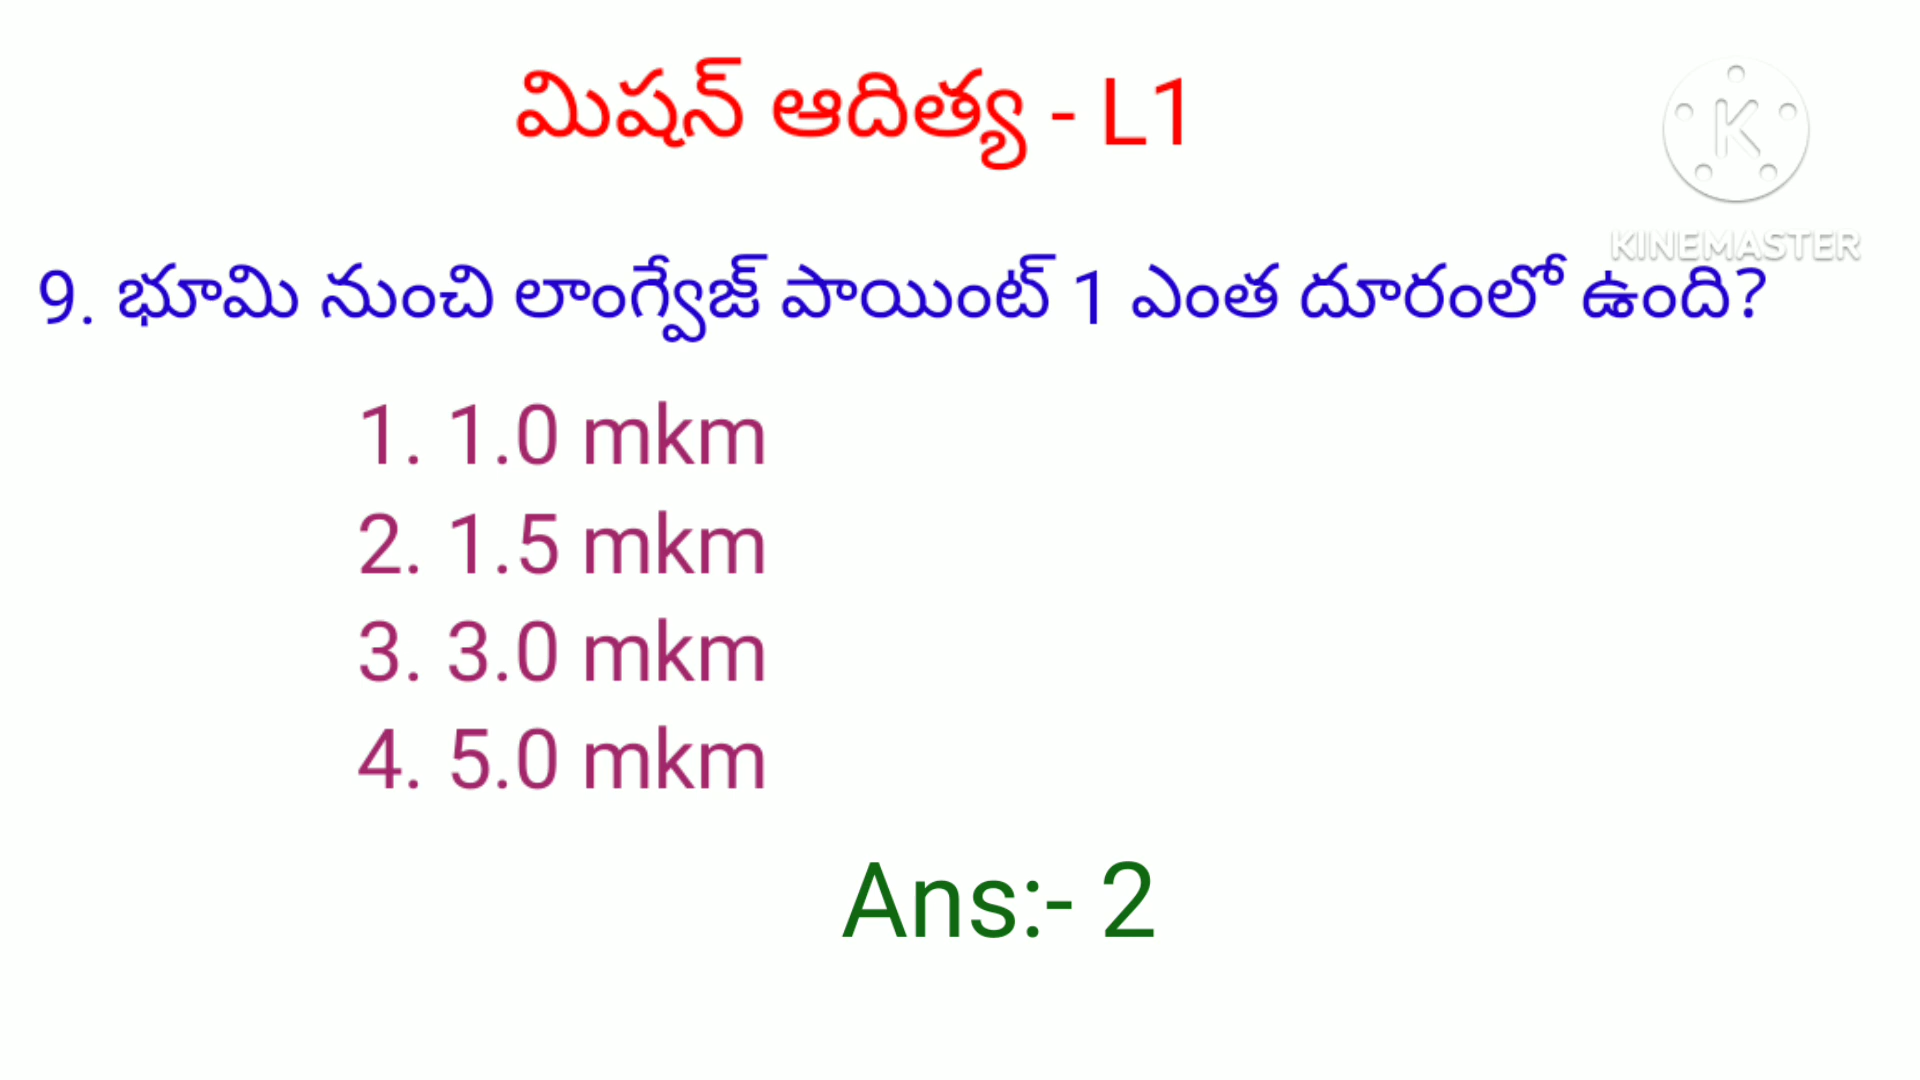 మిషన్ ఆదిత్య - L1
K
KINEMASTER
9. భూమి నుంచి లాంగ్వేజ్ పాయింట్ 1 ఎంత దూరంలో ఉంది?
1. 1.0 mkm
2. 1.5 mkm
3. 3.0 mkm
4. 5.0 mkm
Ans:- 2